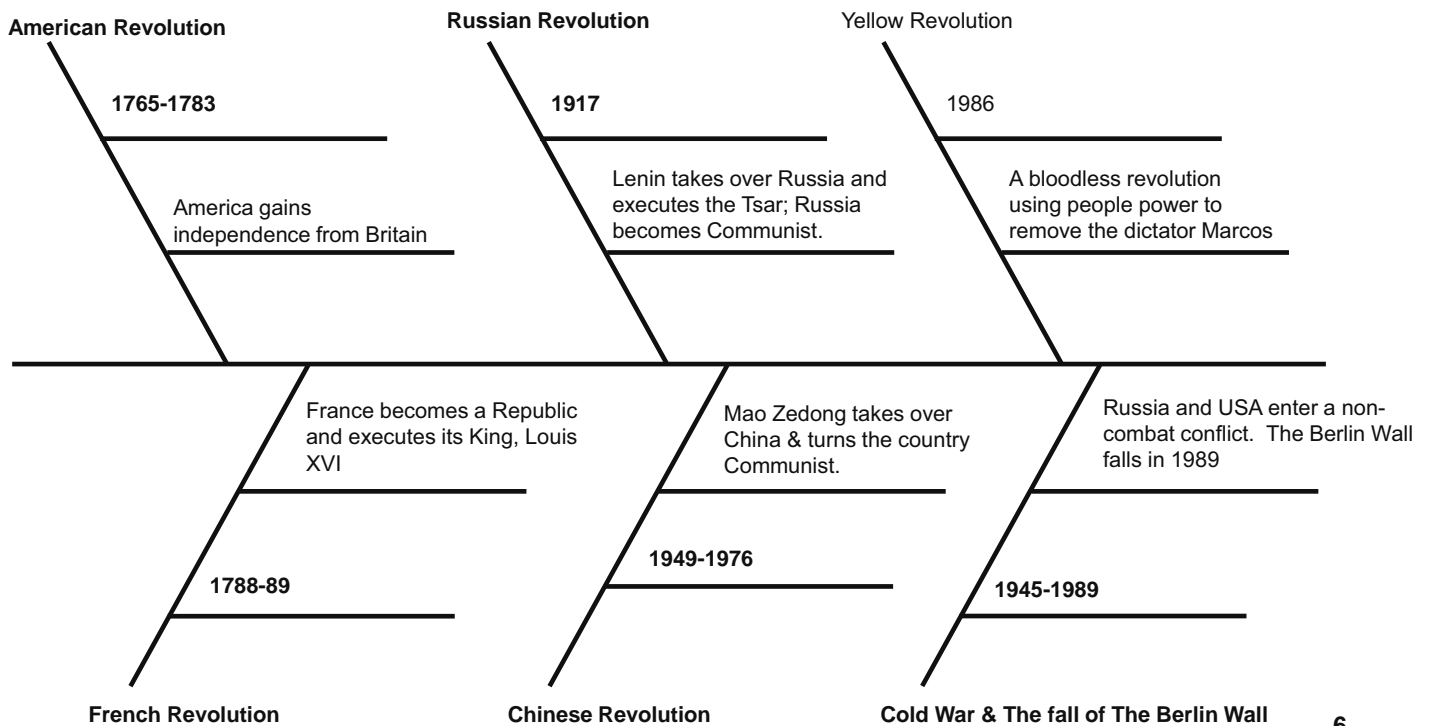 American Revolution
1765-1783
America gains
independence from Britain
Russian Revolution
1917
Lenin takes over Russia and
executes the Tsar; Russia
becomes Communist.
Yellow Revolution
1986
A bloodless revolution
using people power to
remove the dictator Marcos
France becomes a Republic
and executes its King, Louis
XVI
1788-89
French Revolution
Mao Zedong takes over
China & turns the country
Communist.
1949-1976
Chinese Revolution
Russia and USA enter a non-
combat conflict.  The Berlin Wall
falls in 1989
1945-1989
Cold War & The fall of The Berlin Wall
6